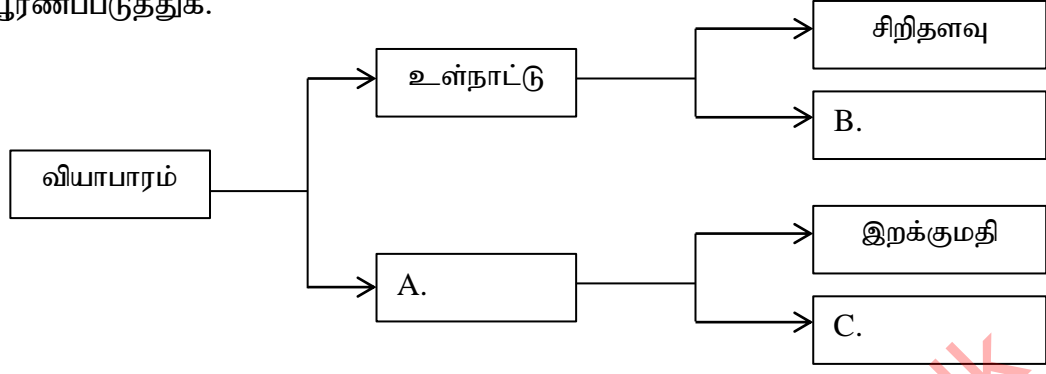 பூரணப்படுத்துக.
சிறிதளவு
உள்நாட்டு
B.
வியாபாரம்
இறக்குமதி
A.
C.